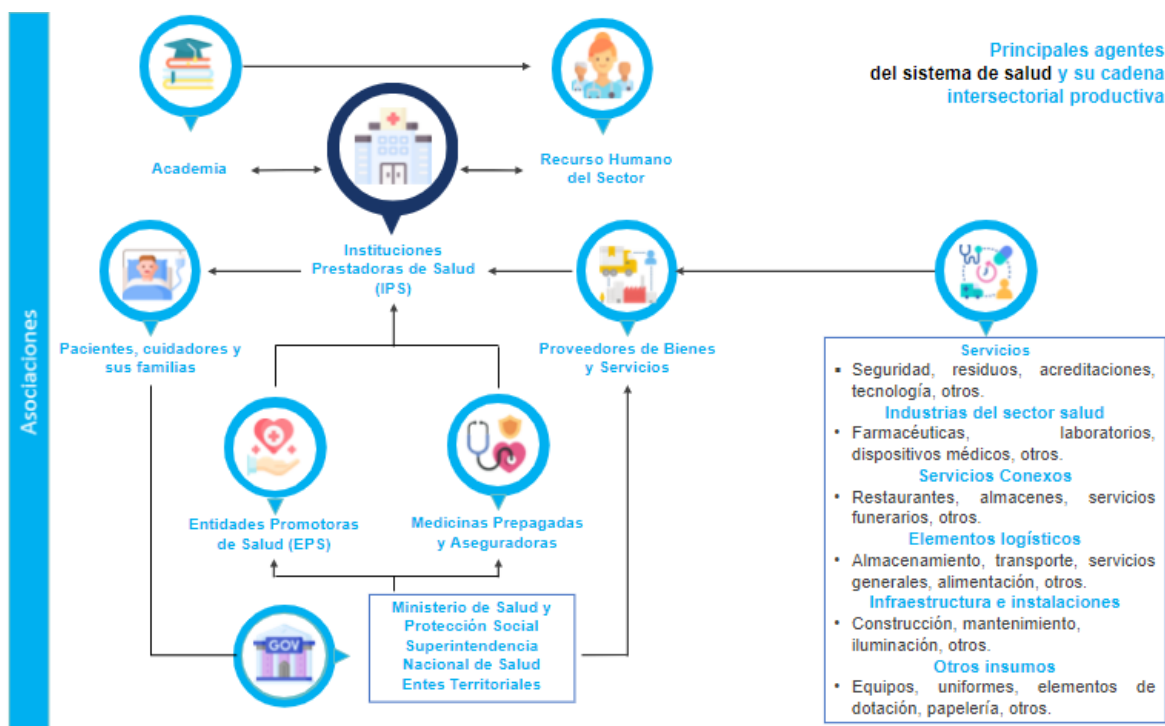 Principales agentes
del sistema de salud y su cadena
intersectorial productiva
Asociaciones
Academia
Recurso Humano
del Sector
Instituciones
Prestadoras de Salud
(IPS)
Pacientes, cuidadores y
sus familias
Proveedores de Bienes
y Servicios
Entidades Promotoras
de Salud (EPS)
Medicinas Prepagadas
y Aseguradoras
GOV
Ministerio de Salud y
Protección Social
Superintendencia
Nacional de Salud
Entes Territoriales
Servicios
▪ Seguridad, residuos, acreditaciones,
tecnología, otros.
Industrias del sector salud
• Farmacéuticas, laboratorios,
dispositivos médicos, otros.
Servicios Conexos
• Restaurantes, almacenes, servicios
funerarios, otros.
Elementos logísticos
• Almacenamiento, transporte, servicios
generales, alimentación, otros.
Infraestructura e instalaciones
• Construcción, mantenimiento,
iluminación, otros.
Otros insumos
• Equipos, uniformes, elementos de
dotación, papelería, otros.